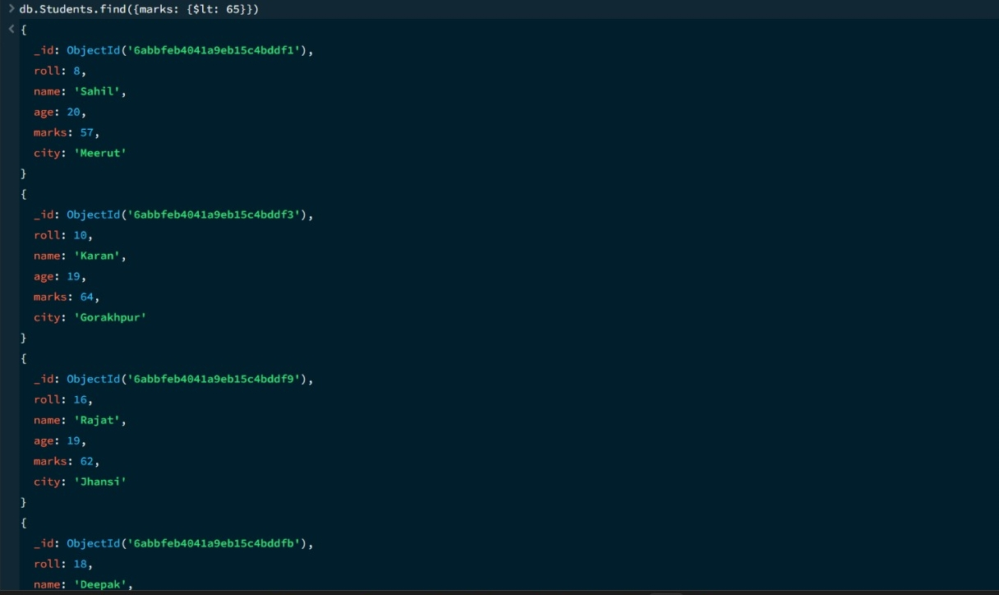 > db.Students.find({marks: {$lt: 65}})
< {
_id: ObjectId('6abbfeb4041a9eb15c4bddf1'),
roll: 8,
name: 'Sahil',
age: 20,
marks: 57,
city: 'Meerut'
}
{
_id: ObjectId('6abbfeb4041a9eb15c4bddf3'),
roll: 10,
name: 'Karan',
age: 19,
marks: 64,
city: 'Gorakhpur'
}
{
_id: ObjectId('6abbfeb4041a9eb15c4bddf9'),
roll: 16,
name: 'Rajat',
age: 19,
marks: 62,
city: 'Jhansi'
}
{
_id: ObjectId('6abbfeb4041a9eb15c4bddfb'),
roll: 18,
name: 'Deepak',